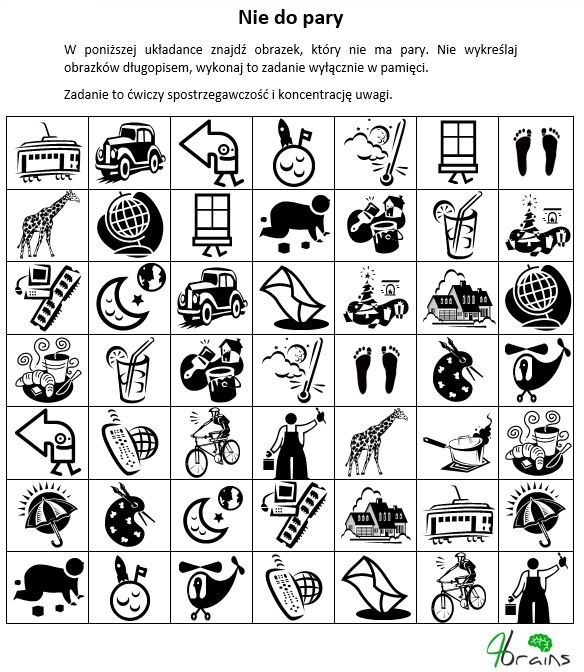 Nie do pary
W poniższej układance znajdź obrazek, który nie ma pary. Nie wykreślaj
obrazków długopisem, wykonaj to zadanie wyłącznie w pamięci.
Zadanie to ćwiczy spostrzegawczość i koncentrację uwagi.
4brains